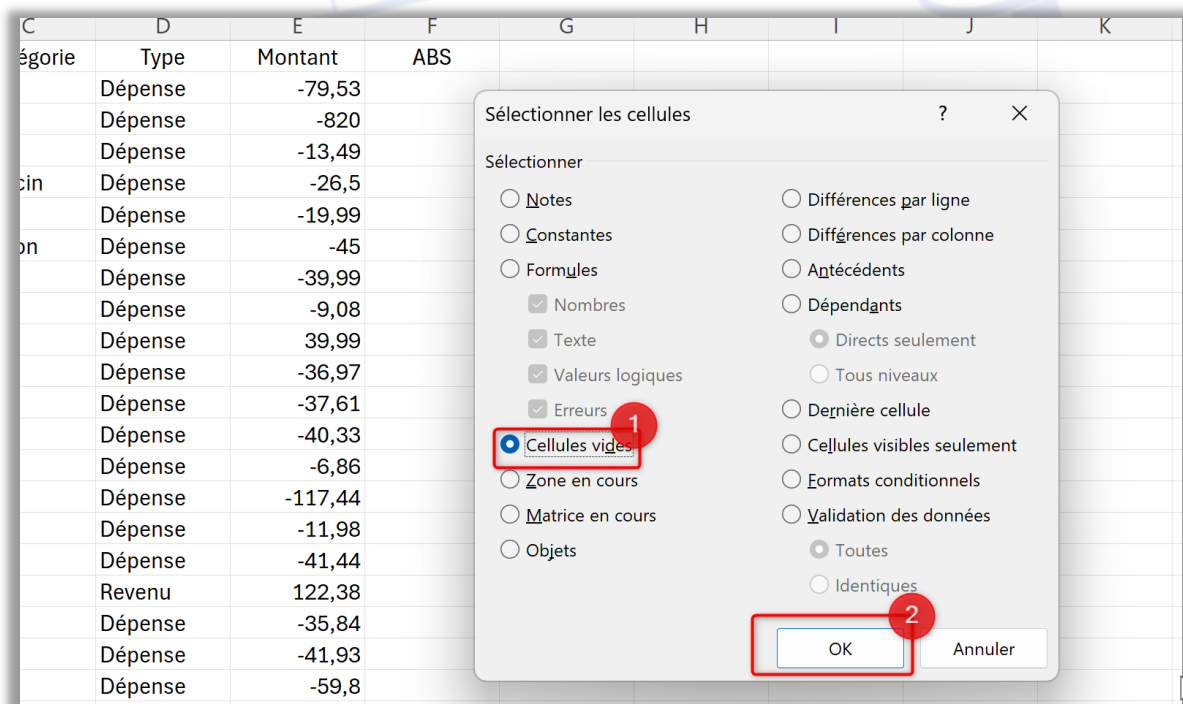 C D E F G H I J K
égorie Type Montant ABS
Dépense -79,53
Dépense -820
Dépense -13,49
cin Dépense -26,5
Dépense -19,99
on Dépense -45
Dépense -39,99
Dépense -9,08
Dépense 39,99
Dépense -36,97
Dépense -37,61
Dépense -40,33
Dépense -6,86
Dépense -117,44
Dépense -11,98
Dépense -41,44
Revenu 122,38
Dépense -35,84
Dépense -41,93
Dépense -59,8
Sélectionner les cellules ?
Sélectionner
Notes
Constantes
Formules
Nombres
Texte
Valeurs logiques
Erreurs
1
Cellules vides
Zone en cours
Matrice en cours
Objets
Différences par ligne
Différences par colonne
Antécédents
Dépendants
Directs seulement
Tous niveaux
Dernière cellule
Cellules visibles seulement
Formats conditionnels
Validation des données
Toutes
Identiques
2
OK Annuler